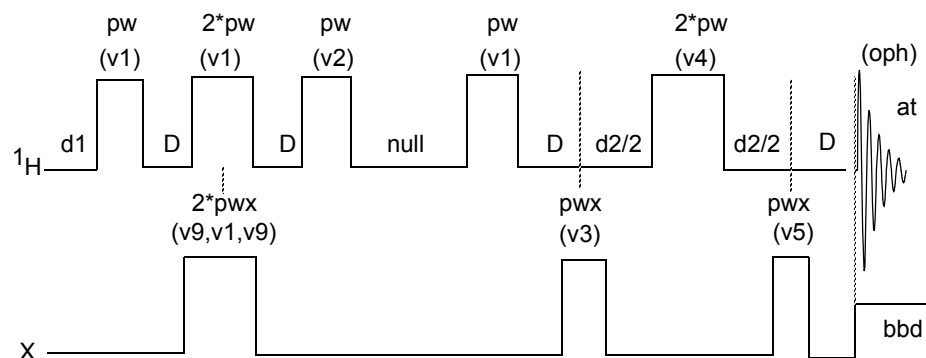 pw 2*pw pw pw 2*pw
(v1) (v1) (v2) (v1) (v4) (oph)
at
d1 D D null D d2/2 d2/2 D
¹H
2*pwx pwx pwx
(v9,v1,v9) (v3) (v5)
bbd
X